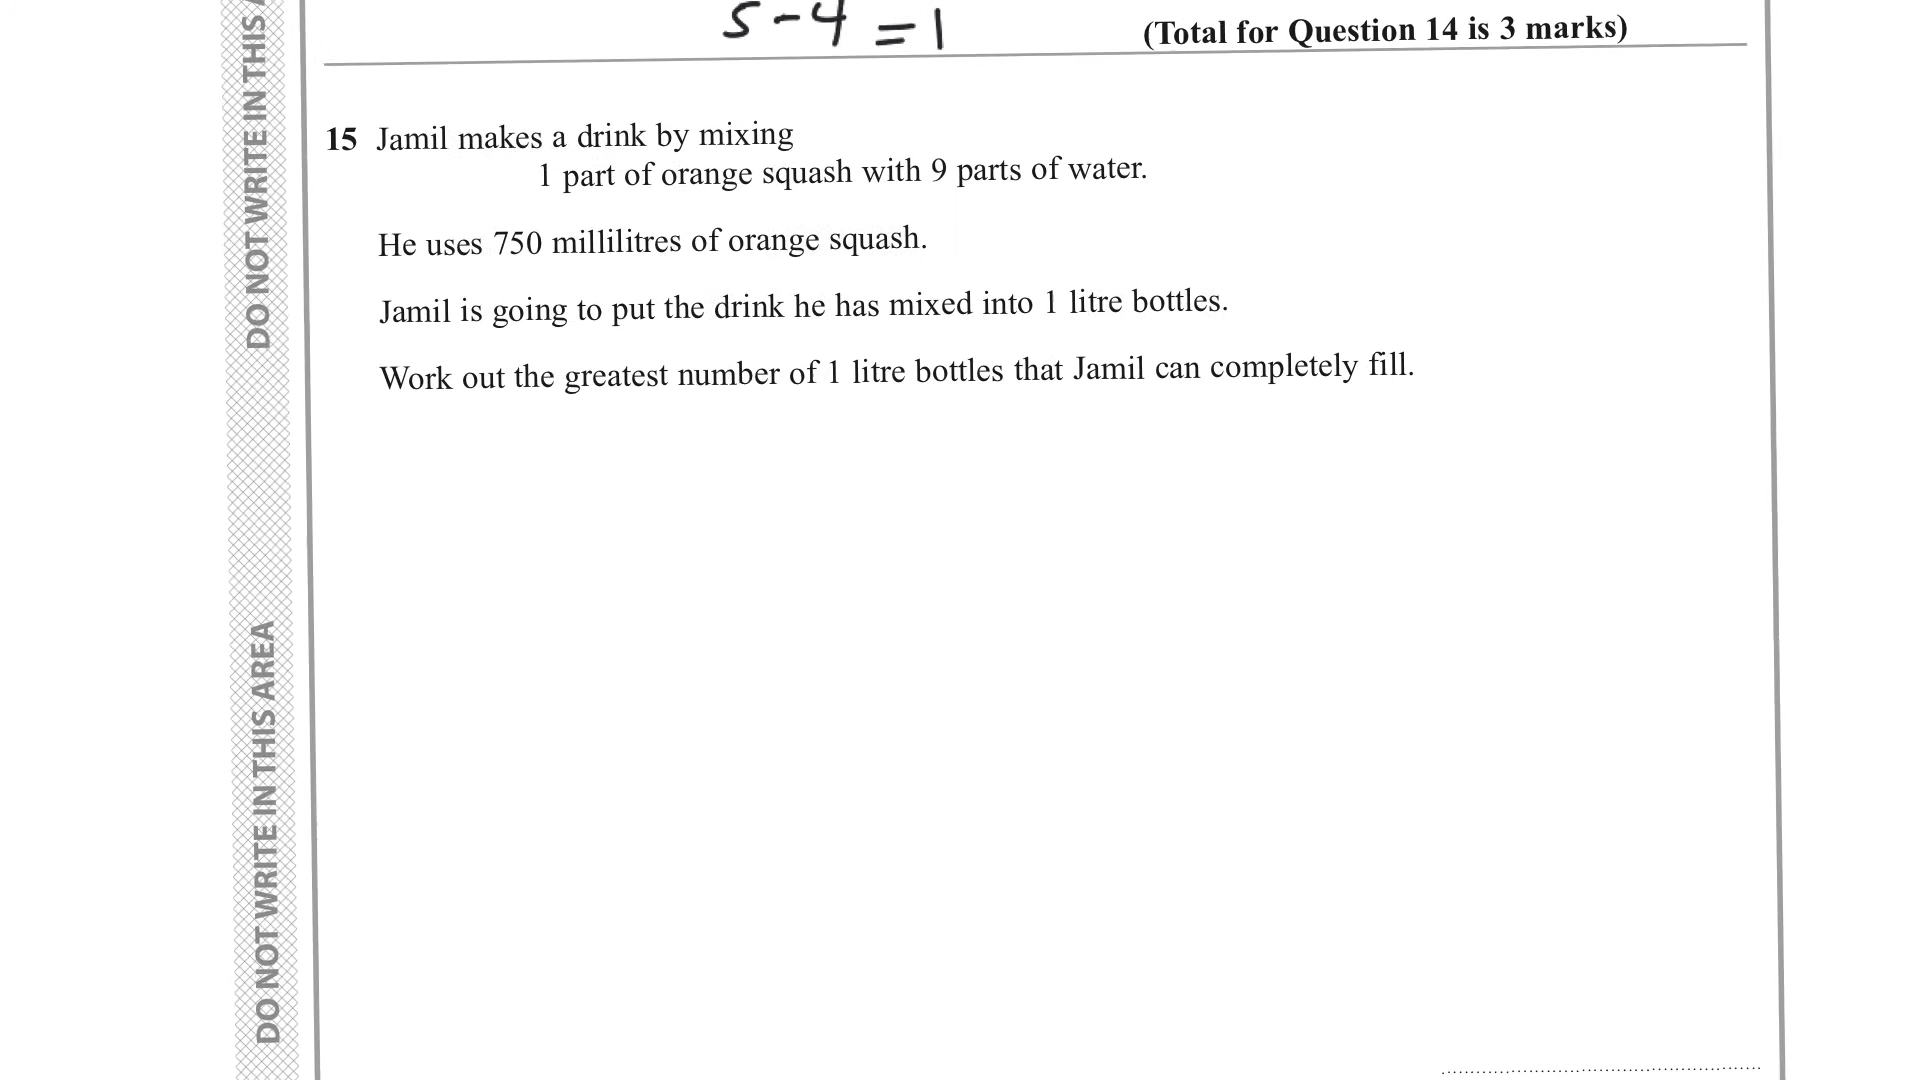 5 - 4 = 1
(Total for Question 14 is 3 marks)
15 Jamil makes a drink by mixing
1 part of orange squash with 9 parts of water.
He uses 750 millilitres of orange squash.
Jamil is going to put the drink he has mixed into 1 litre bottles.
Work out the greatest number of 1 litre bottles that Jamil can completely fill.
DO NOT WRITE IN THIS
DO NOT WRITE IN THIS AREA